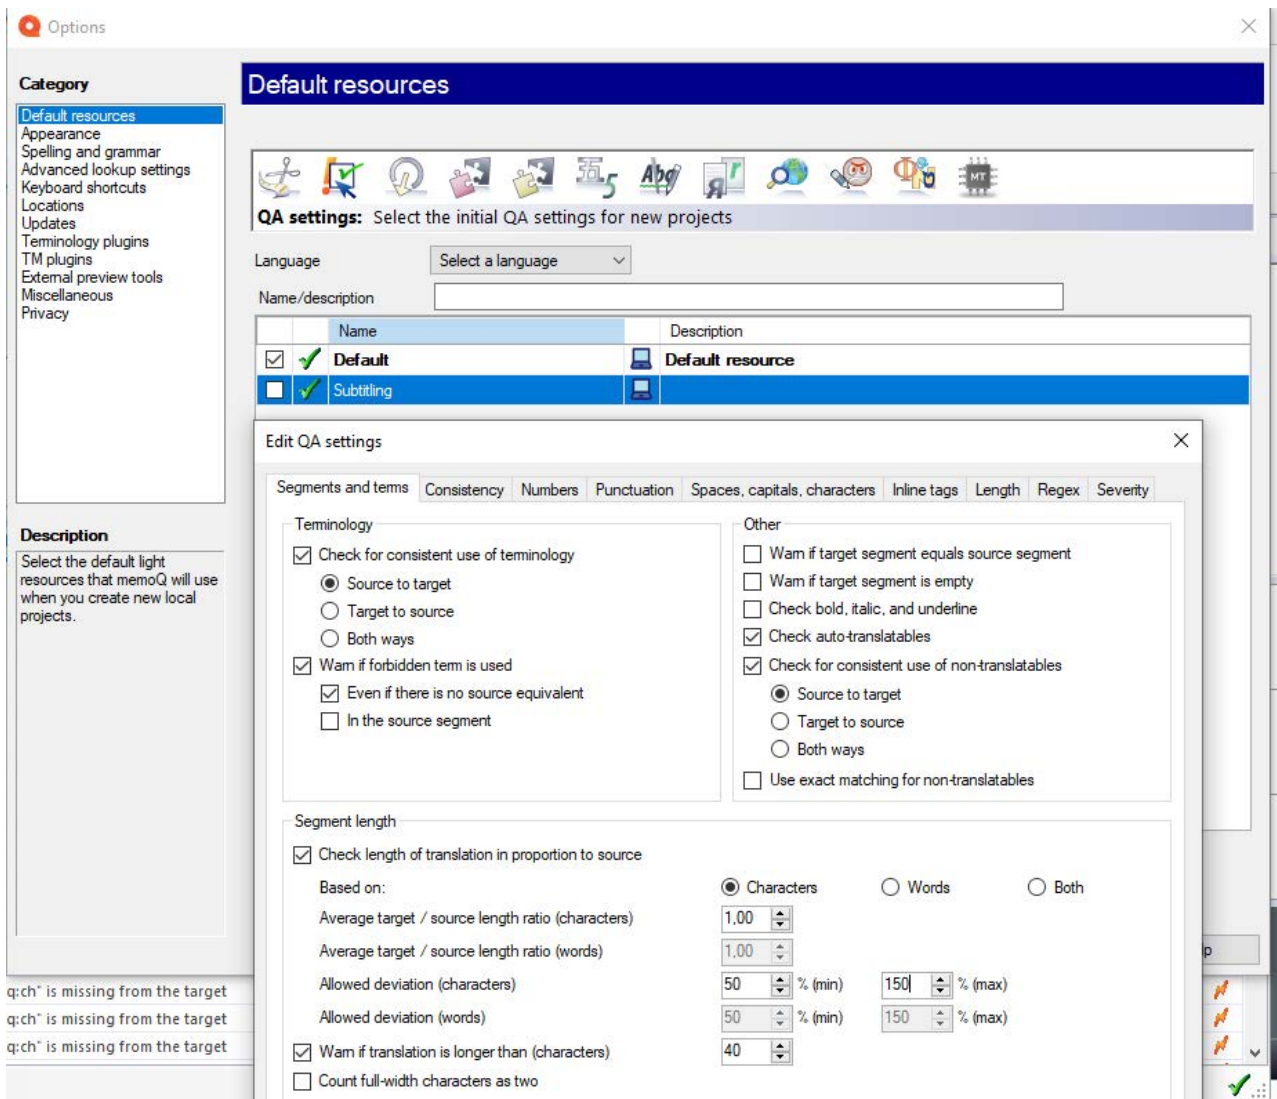 Options
Category
Default resources
Appearance
Spelling and grammar
Advanced lookup settings
Keyboard shortcuts
Locations
Updates
Terminology plugins
TM plugins
External preview tools
Miscellaneous
Privacy
Description
Select the default light
resources that memoQ will use
when you create new local
projects.
Default resources
QA settings: Select the initial QA settings for new projects
Language Select a language
Name/description
Name Description
Default Default resource
Subtitling
Edit QA settings
Segments and terms Consistency Numbers Punctuation Spaces, capitals, characters Inline tags Length Regex Severity
Terminology
Check for consistent use of terminology
Source to target
Target to source
Both ways
Warn if forbidden term is used
Even if there is no source equivalent
In the source segment
Other
Warn if target segment equals source segment
Warn if target segment is empty
Check bold, italic, and underline
Check auto-translatables
Check for consistent use of non-translatables
Source to target
Target to source
Both ways
Use exact matching for non-translatables
Segment length
Check length of translation in proportion to source
Based on: Characters Words Both
Average target / source length ratio (characters) 1,00
Average target / source length ratio (words) 1,00
Allowed deviation (characters) 50 % (min) 150 % (max)
Allowed deviation (words) 50 % (min) 150 % (max)
Warn if translation is longer than (characters) 40
Count full-width characters as two
q:ch" is missing from the target
q:ch" is missing from the target
q:ch" is missing from the target